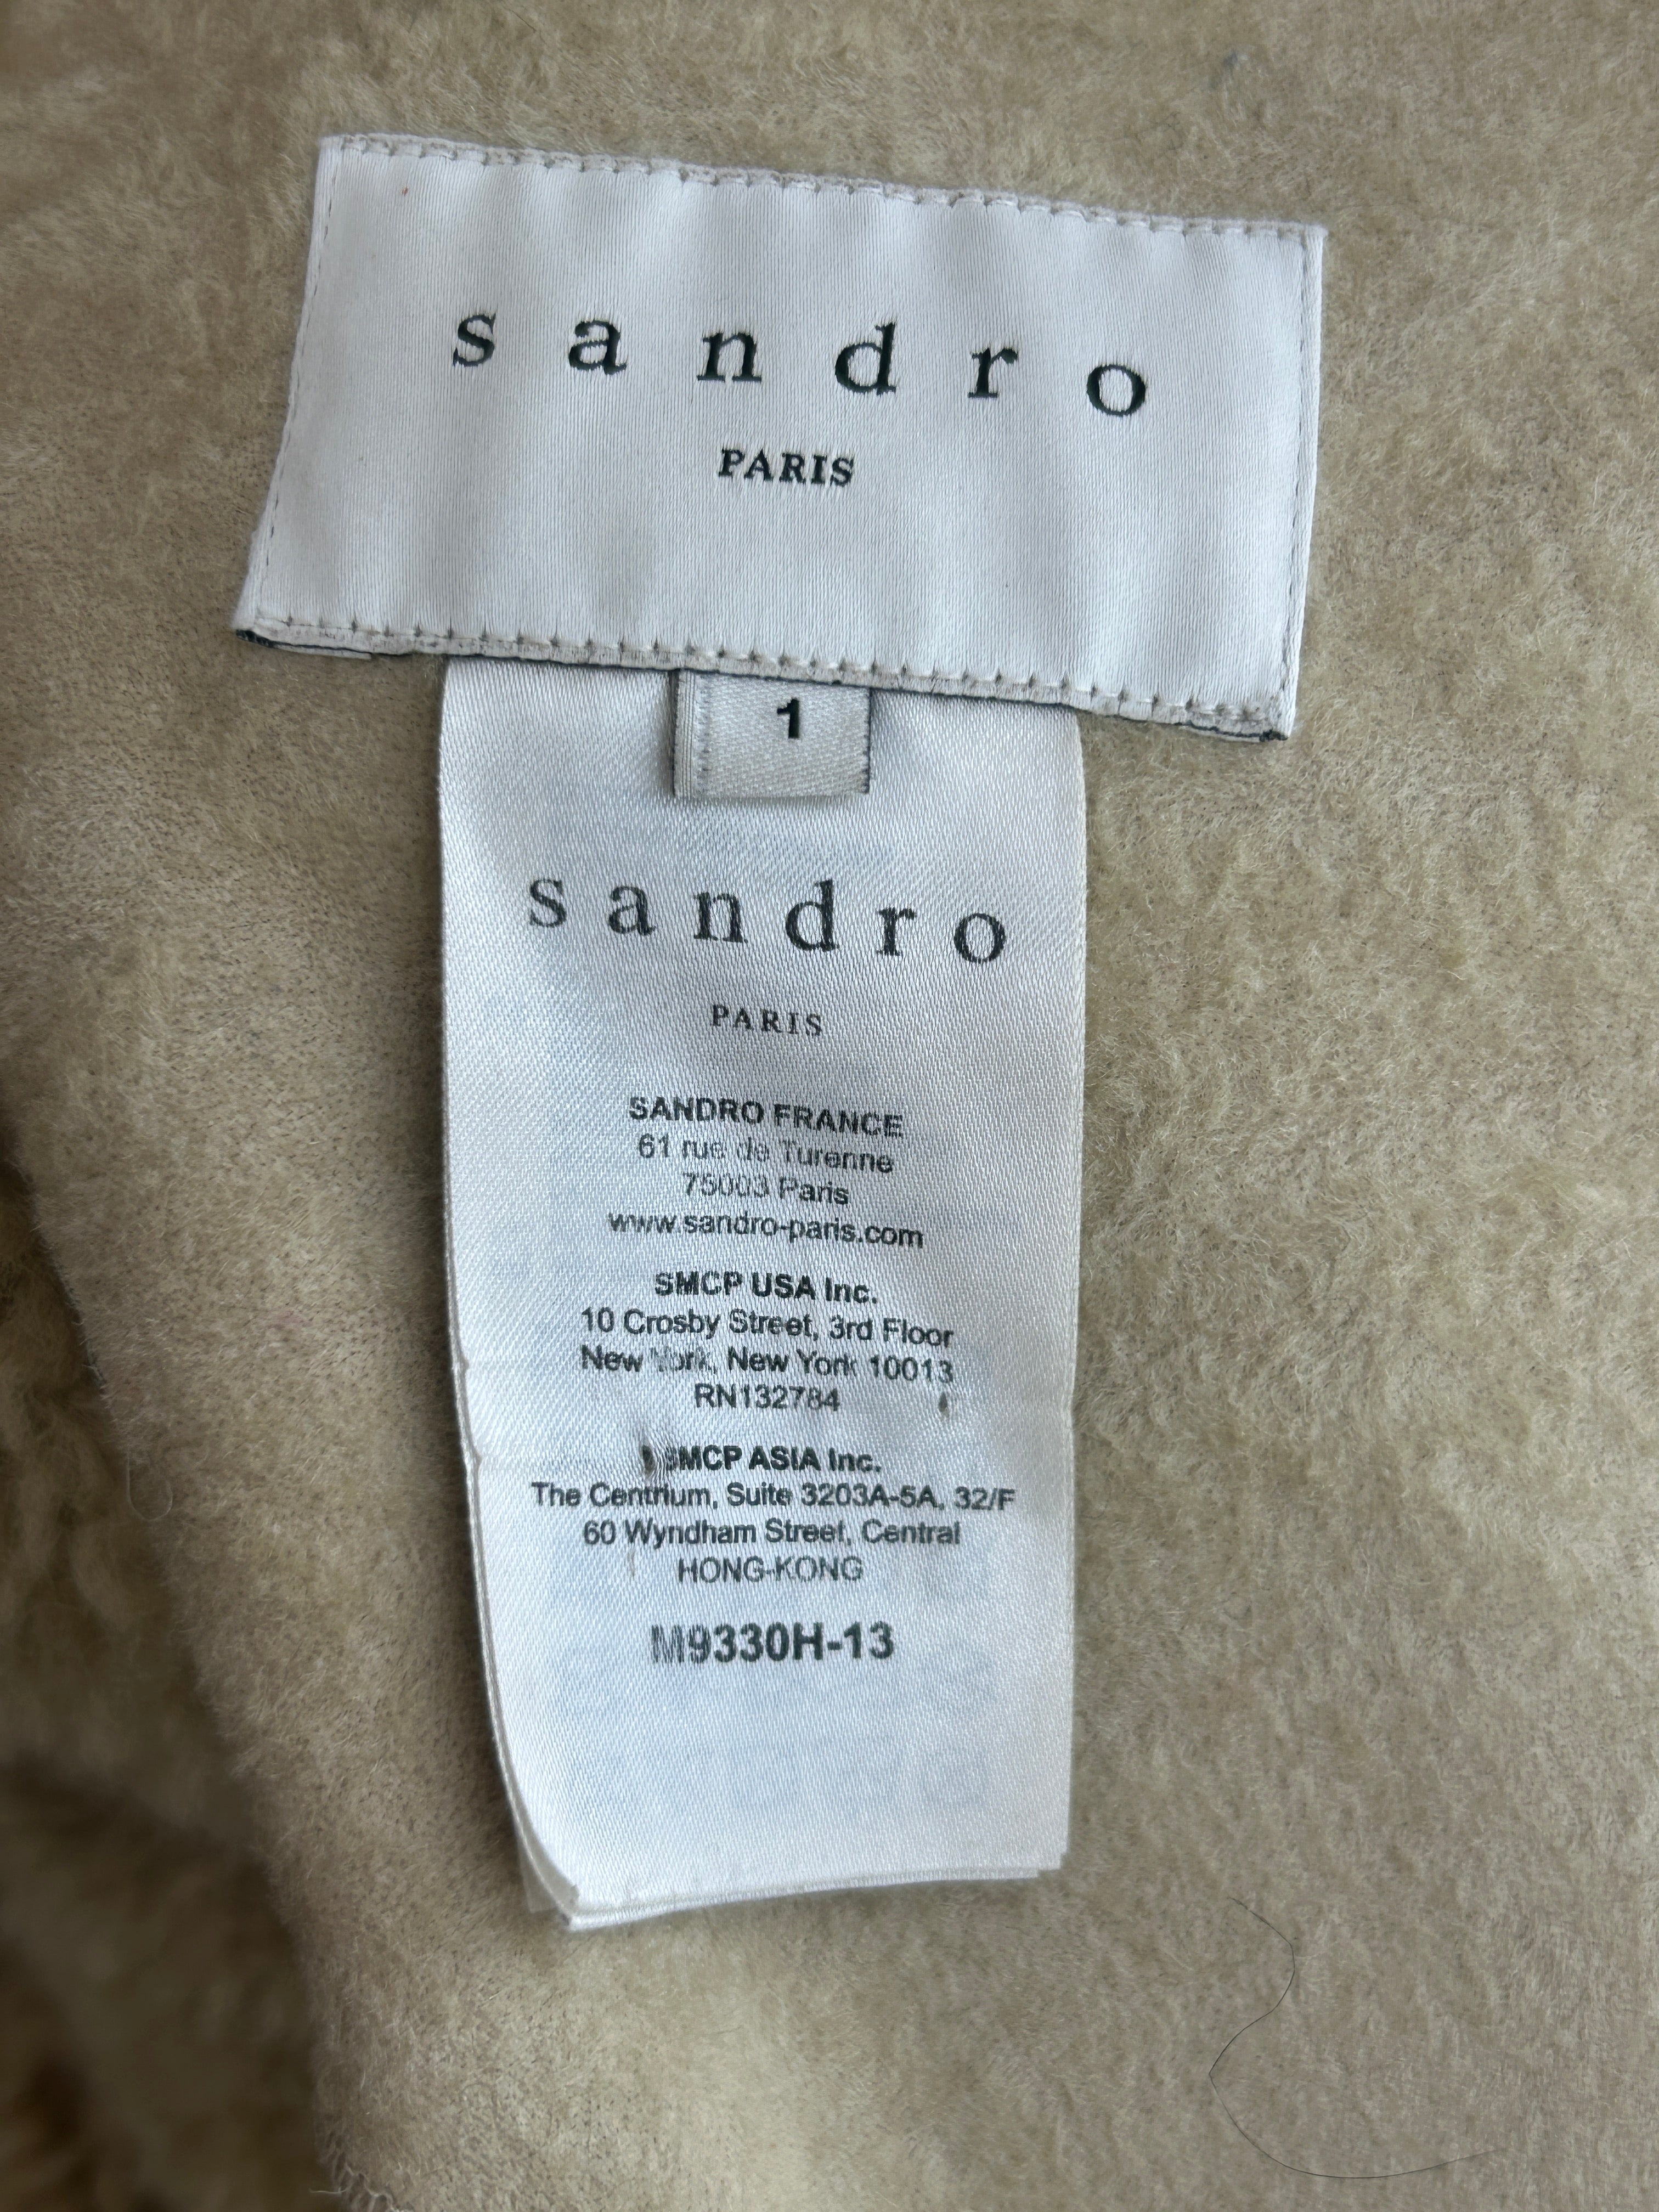 sandro
PARIS
1
sandro
PARIS
SANDRO FRANCE
61 rue de Turenne
75003 Paris
www.sandro-paris.com
SMCP USA Inc.
10 Crosby Street, 3rd Floor
New York, New York 10013
RN132784
SMCP ASIA Inc.
The Centrium, Suite 3203A-5A, 32/F
60 Wyndham Street, Central
HONG-KONG
M9330H-13